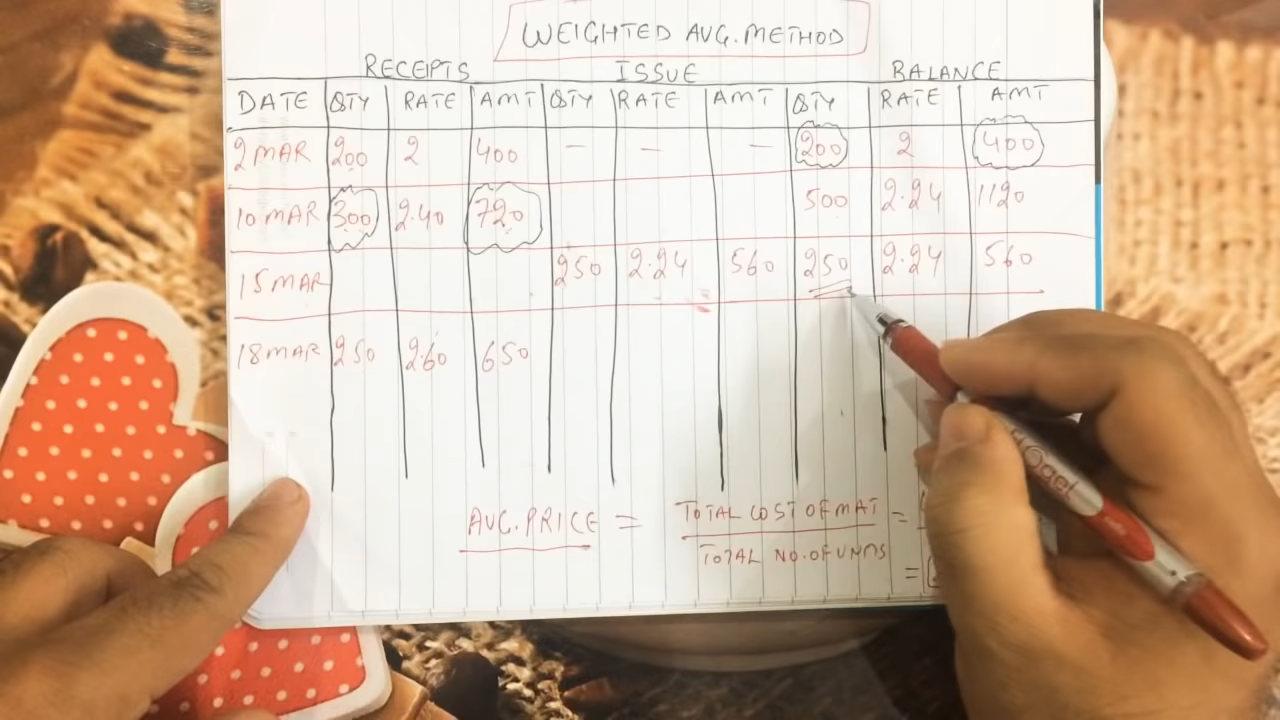 WEIGHTED AVG. METHOD
RECEIPTS ISSUE BALANCE
DATE QTY RATE AMT QTY RATE AMT QTY RATE AMT
2 MAR 200 2 400 — — — 200 2 400
10 MAR 300 2.40 720 500 2.24 1120
15 MAR 250 2.24 560 250 2.24 560
18 MAR 250 2.60 650
AVG. PRICE = TOTAL COST OF MAT =
TOTAL NO. OF UNITS
=